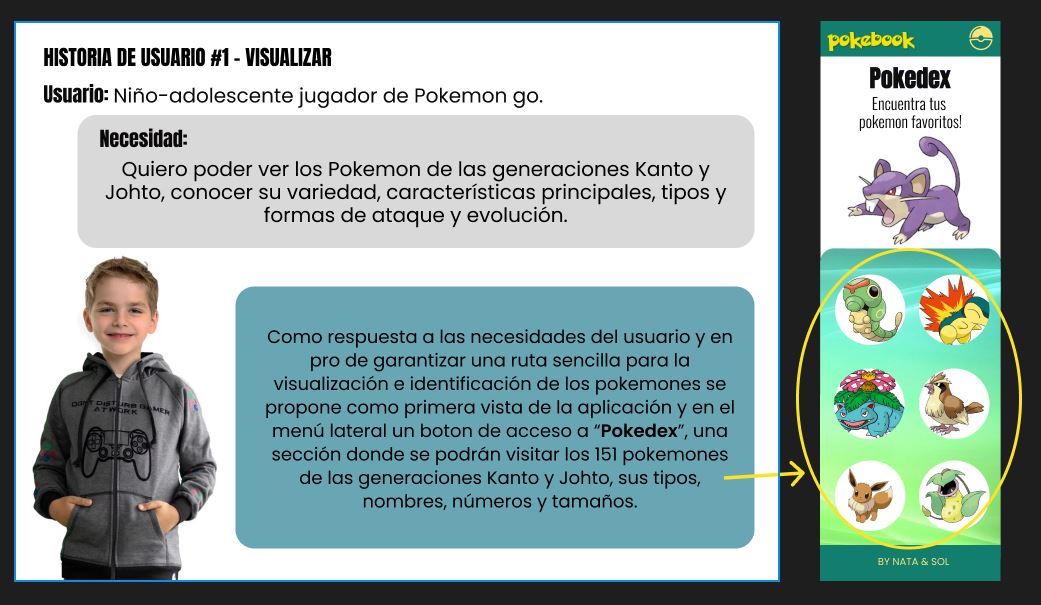 HISTORIA DE USUARIO #1 - VISUALIZAR
Usuario: Niño-adolescente jugador de Pokemon go.
Necesidad:
Quiero poder ver los Pokemon de las generaciones Kanto y
Johto, conocer su variedad, características principales, tipos y
formas de ataque y evolución.
DON'T DISTURB GAMER
AT WORK
Como respuesta a las necesidades del usuario y en
pro de garantizar una ruta sencilla para la
visualización e identificación de los pokemones se
propone como primera vista de la aplicación y en el
menú lateral un boton de acceso a “Pokedex”, una
sección donde se podrán visitar los 151 pokemones
de las generaciones Kanto y Johto, sus tipos,
nombres, números y tamaños.
pokebook
Pokedex
Encuentra tus
pokemon favoritos!
BY NATA & SOL